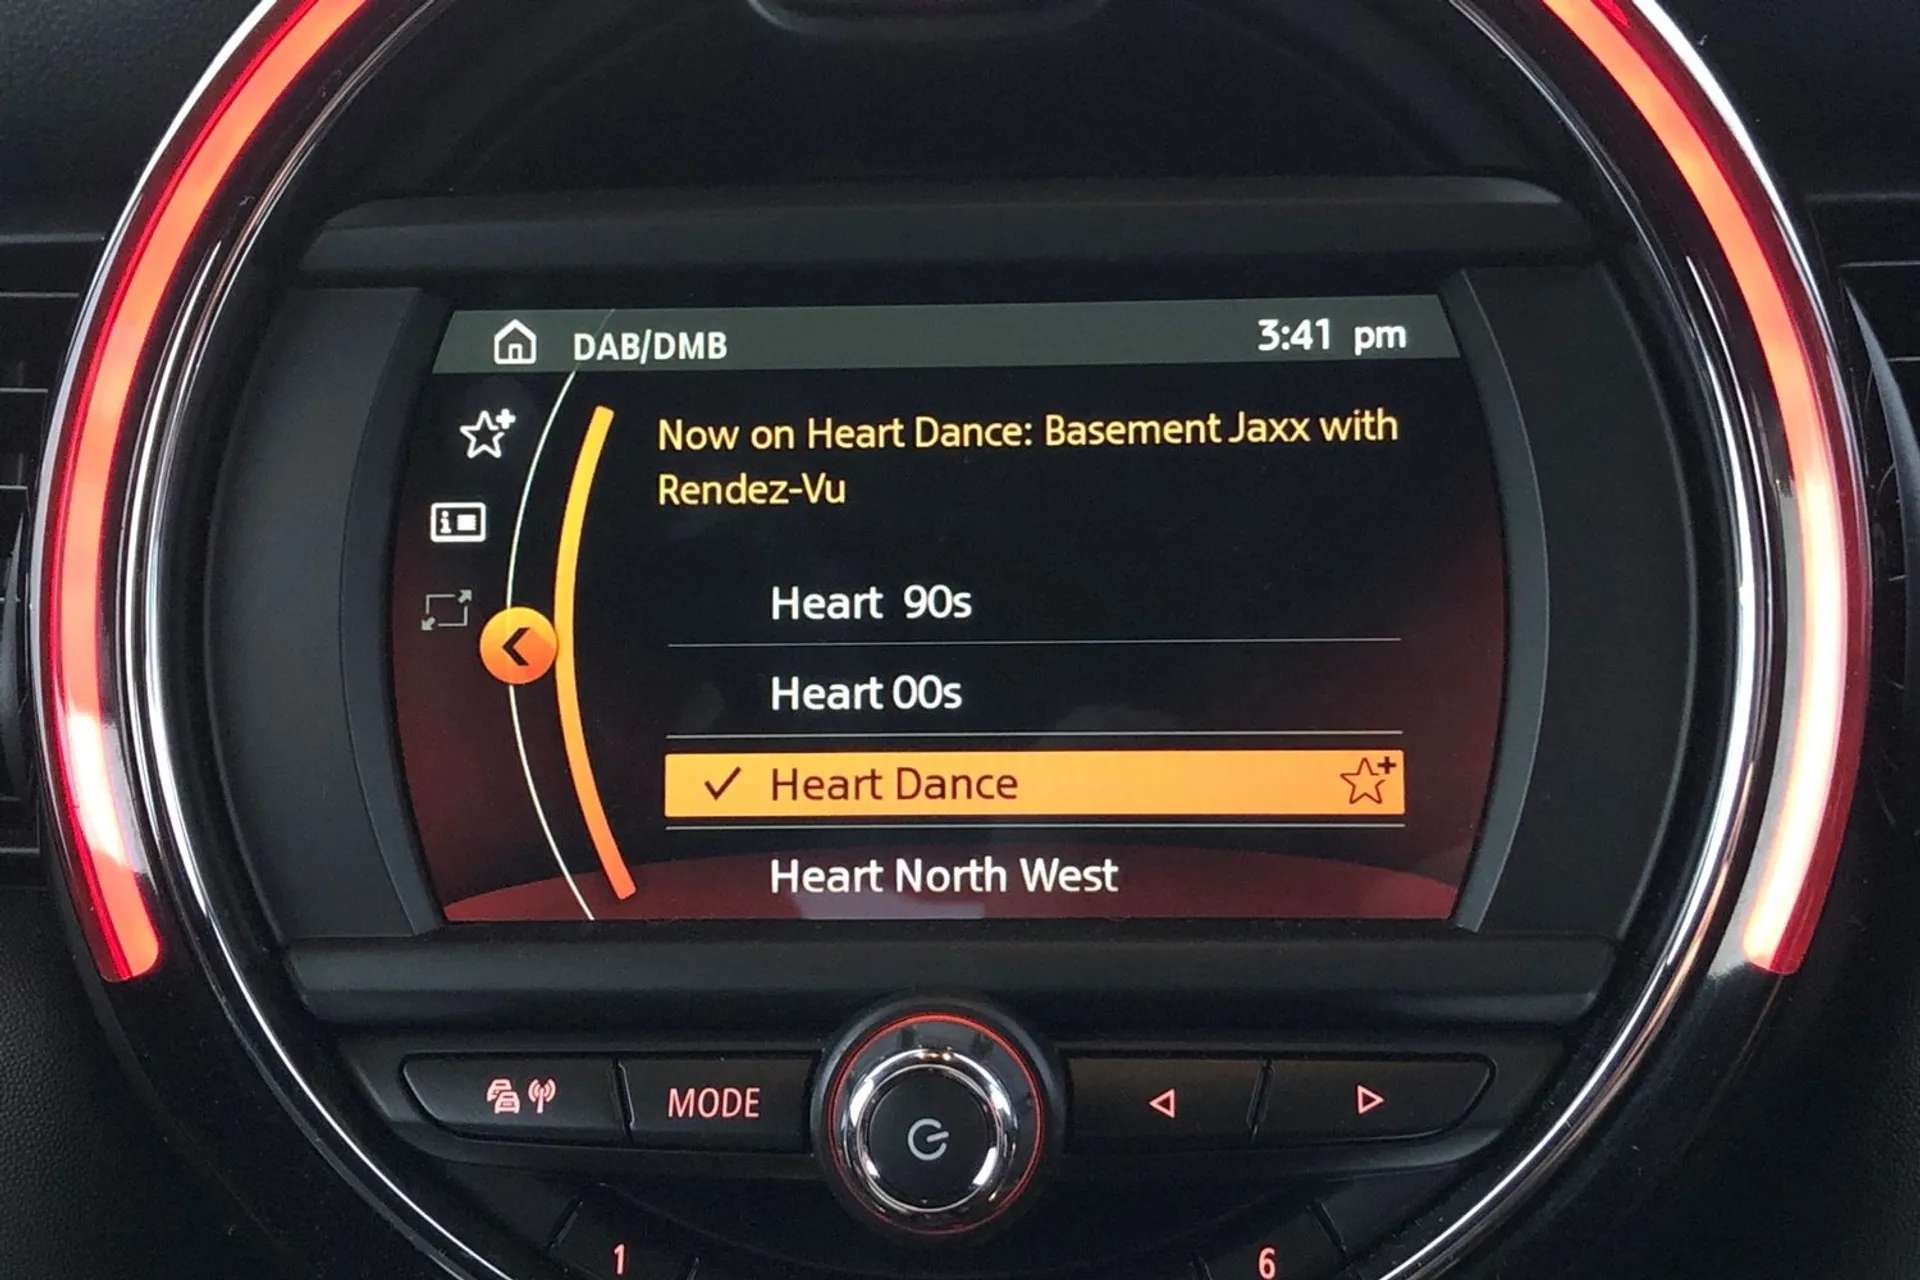 DAB/DMB 3:41 pm
Now on Heart Dance: Basement Jaxx with
Rendez-Vu
Heart 90s
Heart 00s
Heart Dance
Heart North West
MODE
1 6